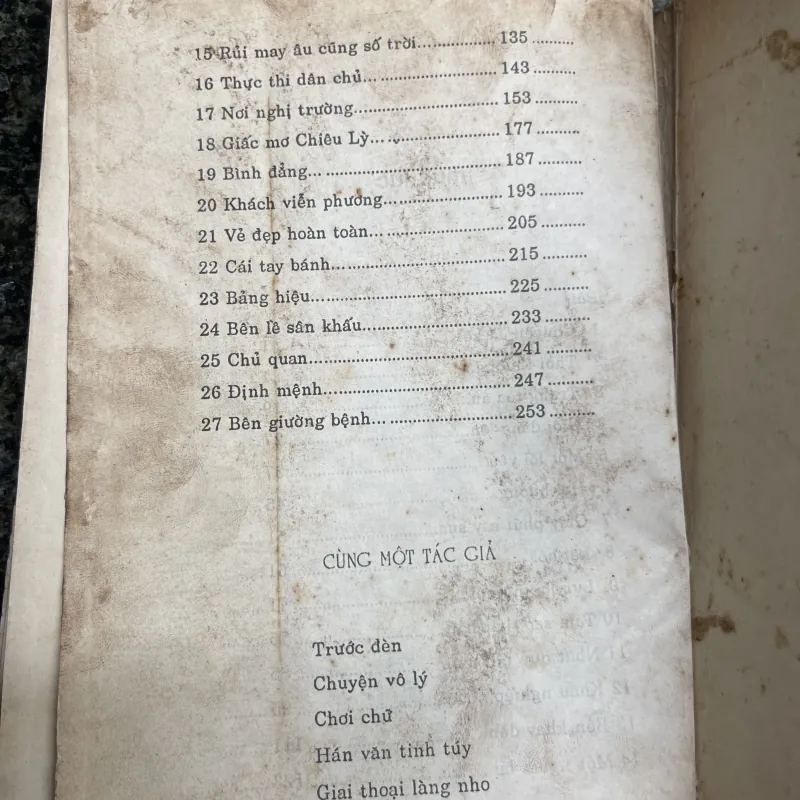 15 Rủi may âu cũng số trời.................. 135 ..........
16 Thực thi dân chủ............................ 143 ..........
17 Nơi nghị trường............................. 153 ..........
18 Giấc mơ Chiêu Lỳ.......................... 177 ..........
19 Bình đẳng... ................................. 187 ..........
20 Khách viễn phương........................ 193 ..........
21 Vẻ đẹp hoàn toàn........................... 205 ..........
22 Cái tay bánh.................................. 215 ..........
23 Bảng hiệu..................................... 225 ..........
24 Bên lề sân khấu............................. 233 ..........
25 Chủ quan...................................... 241 ..........
26 Định mệnh.................................... 247 ..........
27 Bên giường bệnh... ....................... 253 ..........
CÙNG MỘT TÁC GIẢ
Trước đèn
Chuyện vô lý
Chơi chữ
Hán văn tinh túy
Giai thoại làng nho